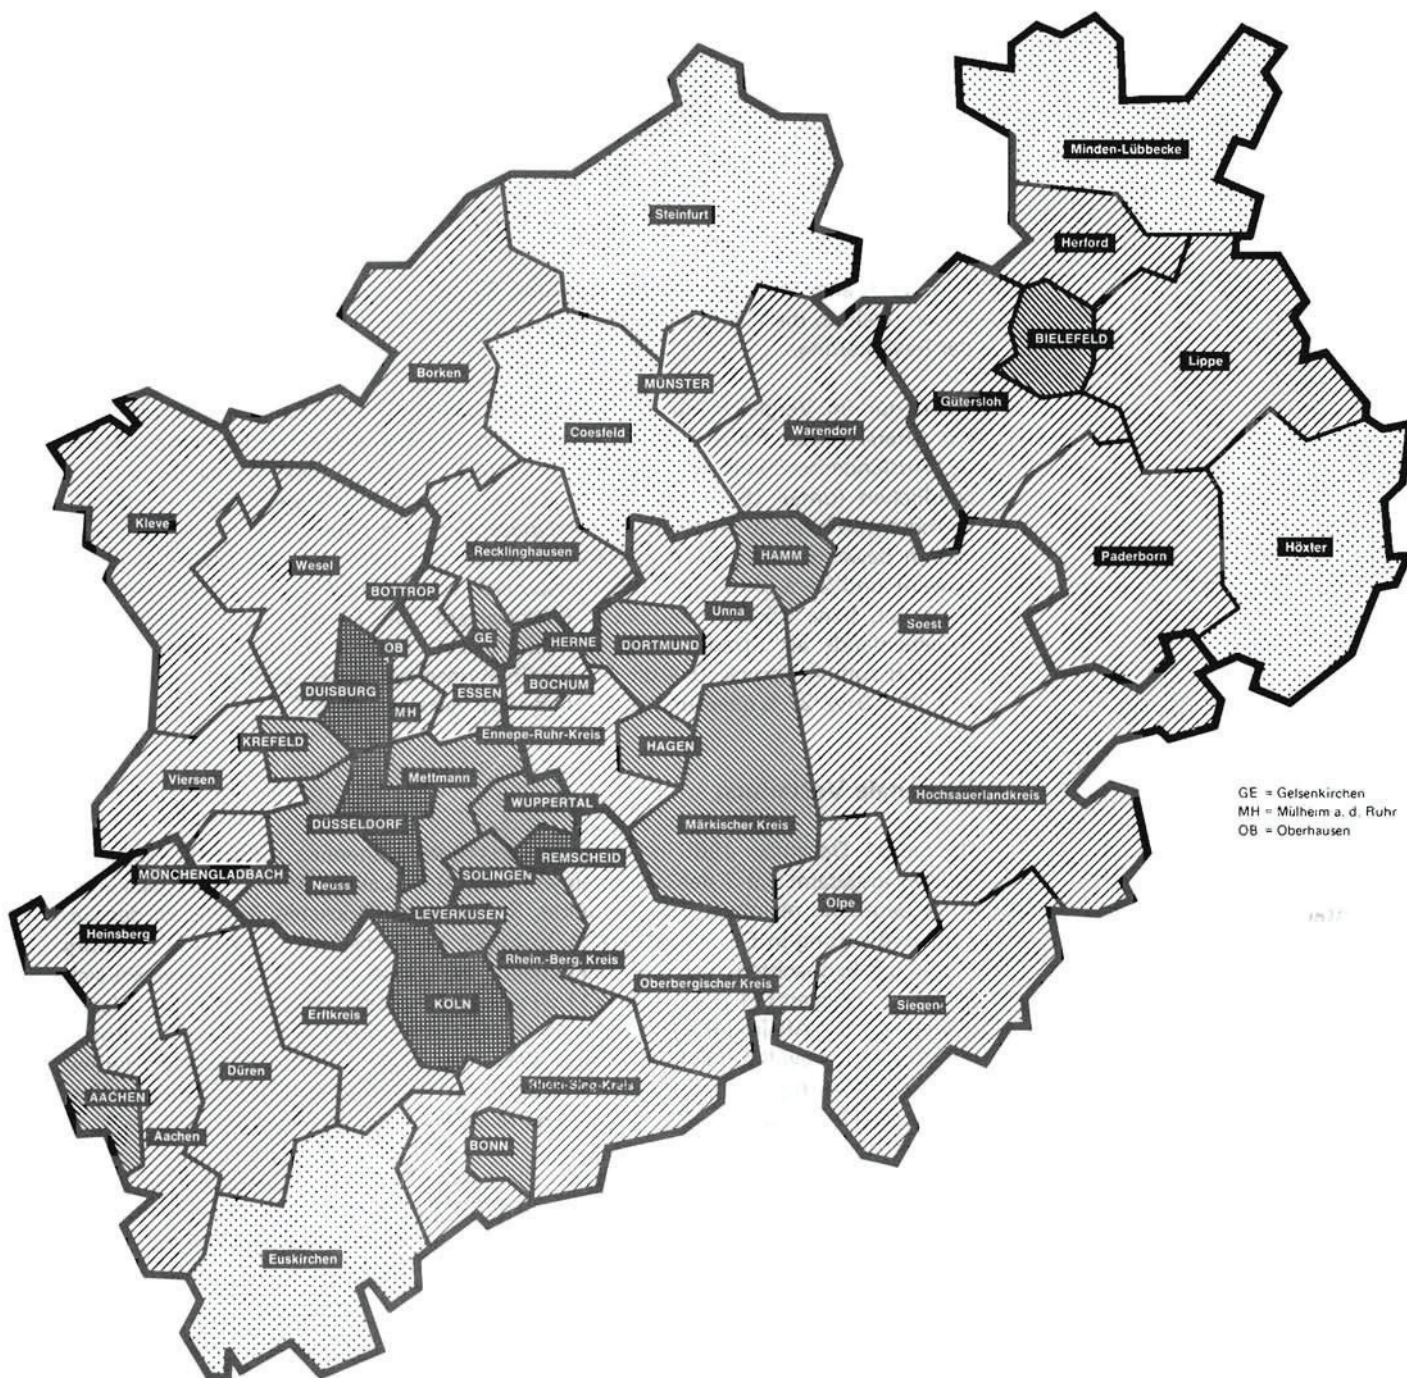 Minden-Lübbecke
Steinfurt
Herford
BIELEFELD
Lippe
Borken
MÜNSTER
Gütersloh
Coesfeld
Warendorf
Kleve
Recklinghausen
HAMM
Paderborn
Höxter
Wesel
BOTTROP
Unna
Soest
GE
HERNE
DORTMUND
OB
DUISBURG
ESSEN
BOCHUM
MH
Ennepe-Ruhr-Kreis
KREFELD
HAGEN
Viersen
Mettmann
WUPPERTAL
Hochsauerlandkreis
GE = Gelsenkirchen
MH = Mülheim a. d. Ruhr
OB = Oberhausen
DÜSSELDORF
Märkischer Kreis
REMSCHEID
MÖNCHENGLADBACH
SOLINGEN
Neuss
Olpe
LEVERKUSEN
Heinsberg
Rhein.-Berg. Kreis
Oberbergischer Kreis
KÖLN
Siegen
Erftkreis
Düren
Rhein-Sieg-Kreis
AACHEN
Aachen
BONN
Euskirchen